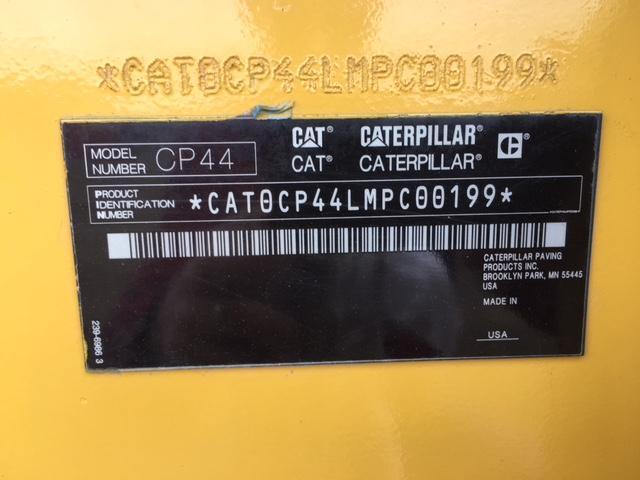 *CAT0CP44LMPC00199*
MODEL NUMBER CP44
CAT CATERPILLAR C
CAT® CATERPILLAR®
PRODUCT IDENTIFICATION NUMBER *CAT0CP44LMPC00199*
CATERPILLAR PAVING
PRODUCTS INC.
BROOKLYN PARK, MN 55445
USA
MADE IN
USA
239-6986 3